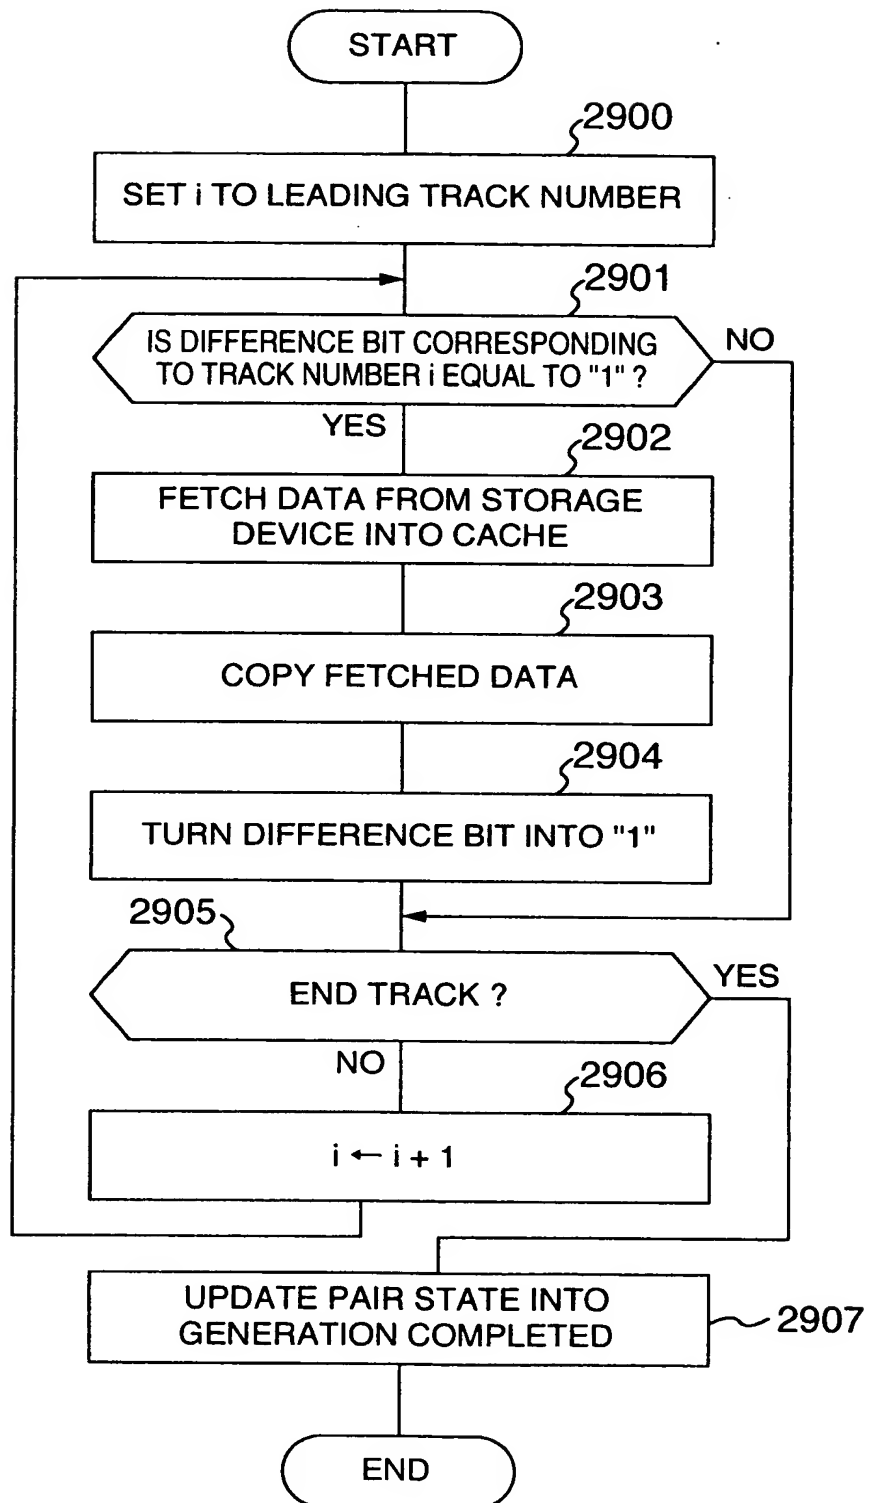 START
2900
SET i TO LEADING TRACK NUMBER
2901
IS DIFFERENCE BIT CORRESPONDING
TO TRACK NUMBER i EQUAL TO "1" ?
NO
YES
2902
FETCH DATA FROM STORAGE
DEVICE INTO CACHE
2903
COPY FETCHED DATA
2904
TURN DIFFERENCE BIT INTO "1"
2905
END TRACK ?
YES
NO
2906
i ← i + 1
UPDATE PAIR STATE INTO
GENERATION COMPLETED
2907
END